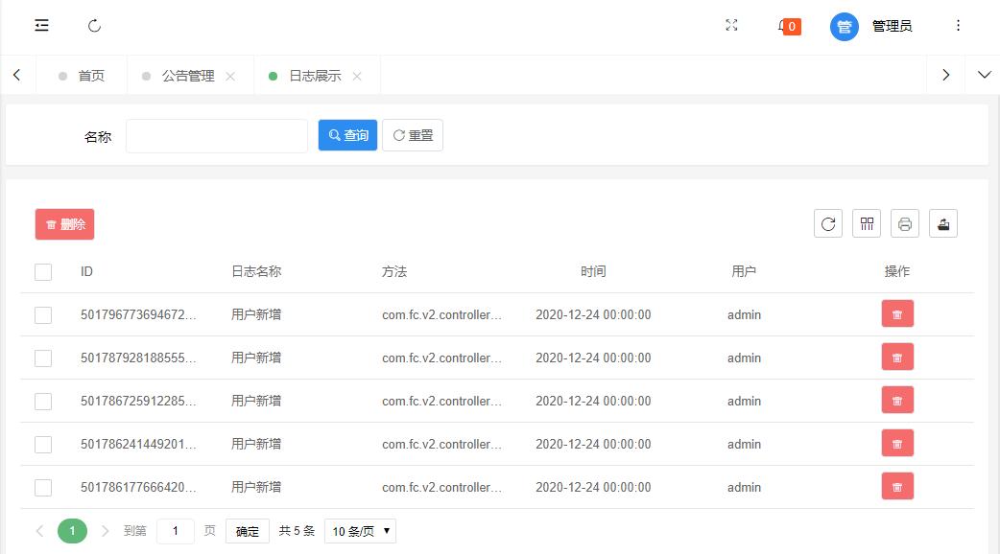 0 管 管理员
首页 公告管理 日志展示
名称 查询 重置
删除
ID 日志名称 方法 时间 用户 操作
501796773694672... 用户新增 com.fc.v2.controller... 2020-12-24 00:00:00 admin
501787928188555... 用户新增 com.fc.v2.controller... 2020-12-24 00:00:00 admin
501786725912285... 用户新增 com.fc.v2.controller... 2020-12-24 00:00:00 admin
501786241449201... 用户新增 com.fc.v2.controller... 2020-12-24 00:00:00 admin
501786177666420... 用户新增 com.fc.v2.controller... 2020-12-24 00:00:00 admin
1 到第 1 页 确定 共 5 条 10 条/页